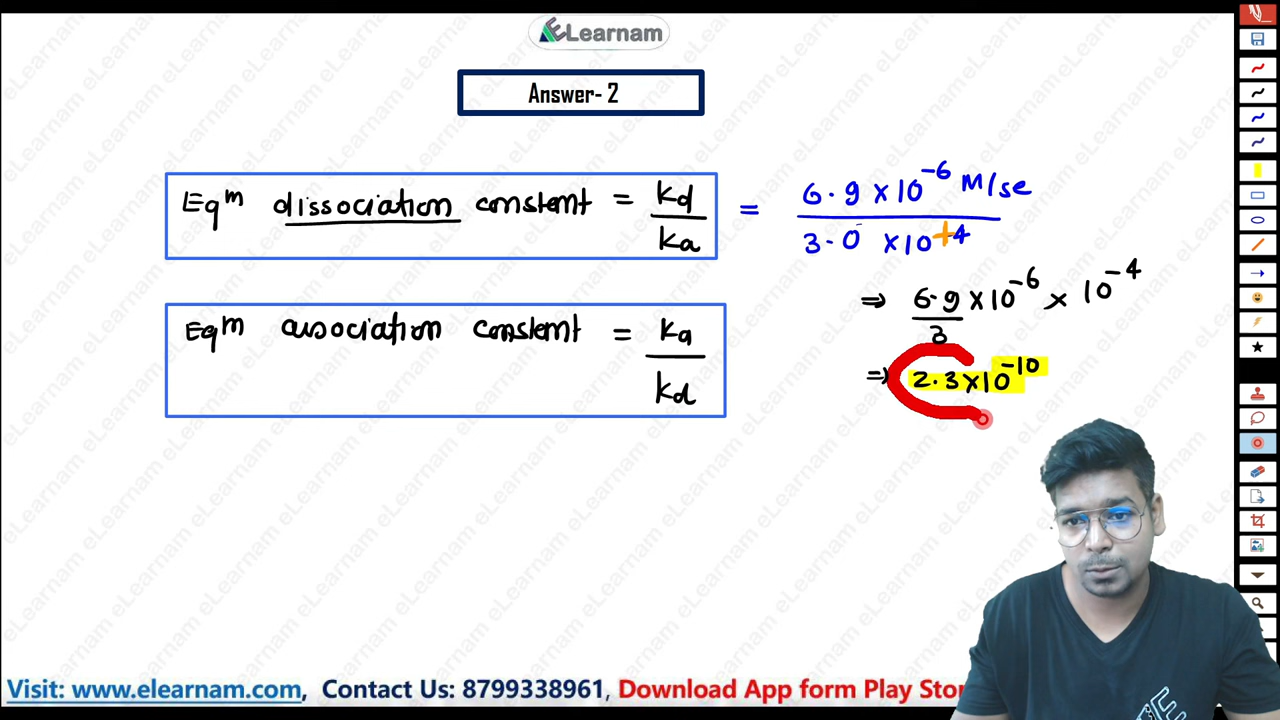 eLearnam
Answer- 2
Eqm dissociation constant = kd / ka = 6.9 x 10^-6 M/se / 3.0 x 10^+4
⇒ 6.9/3 x 10^-6 x 10^-4
Eqm association constant = ka / kd
⇒ 2.3 x 10^-10
Visit: www.elearnam.com, Contact Us: 8799338961, Download App form Play Stor